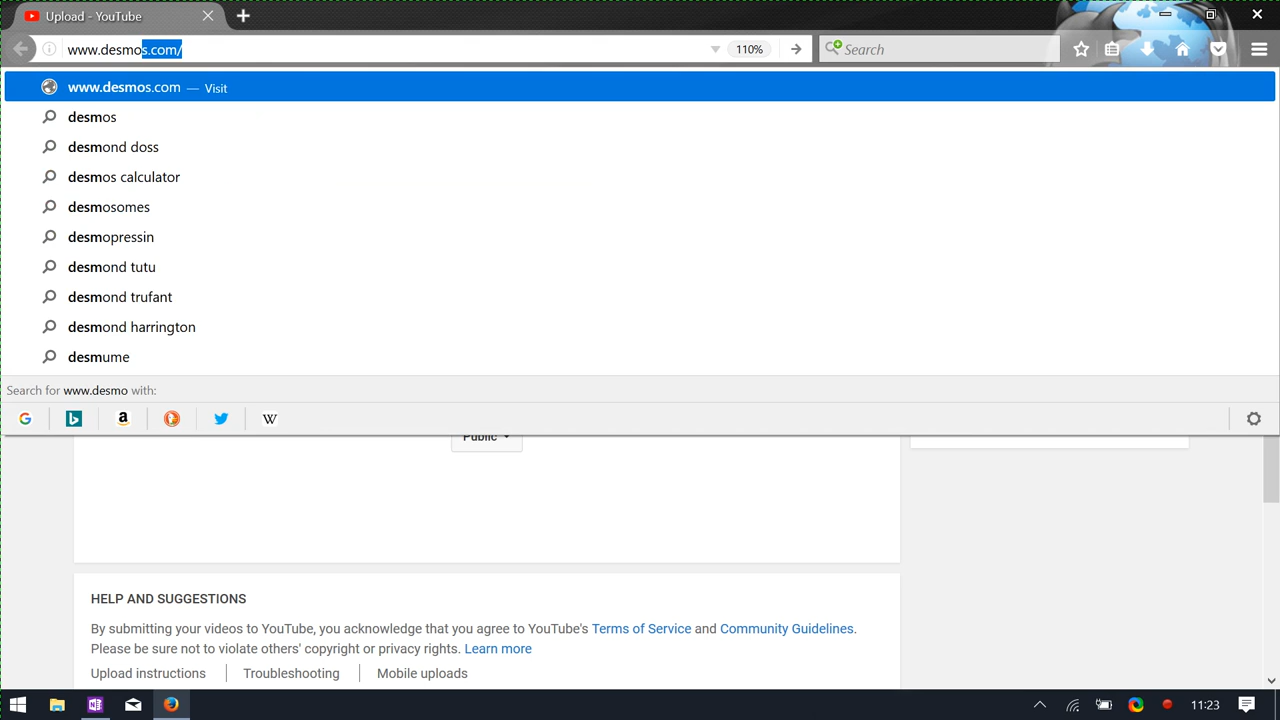 Upload - YouTube
www.desmos.com/
110%
Search
www.desmos.com — Visit
desmos
desmond doss
desmos calculator
desmosomes
desmopressin
desmond tutu
desmond trufant
desmond harrington
desmume
Search for www.desmo with:
G
b
a
W
Public
HELP AND SUGGESTIONS
By submitting your videos to YouTube, you acknowledge that you agree to YouTube's Terms of Service and Community Guidelines.
Please be sure not to violate others' copyright or privacy rights. Learn more
Upload instructions
Troubleshooting
Mobile uploads
N
11:23